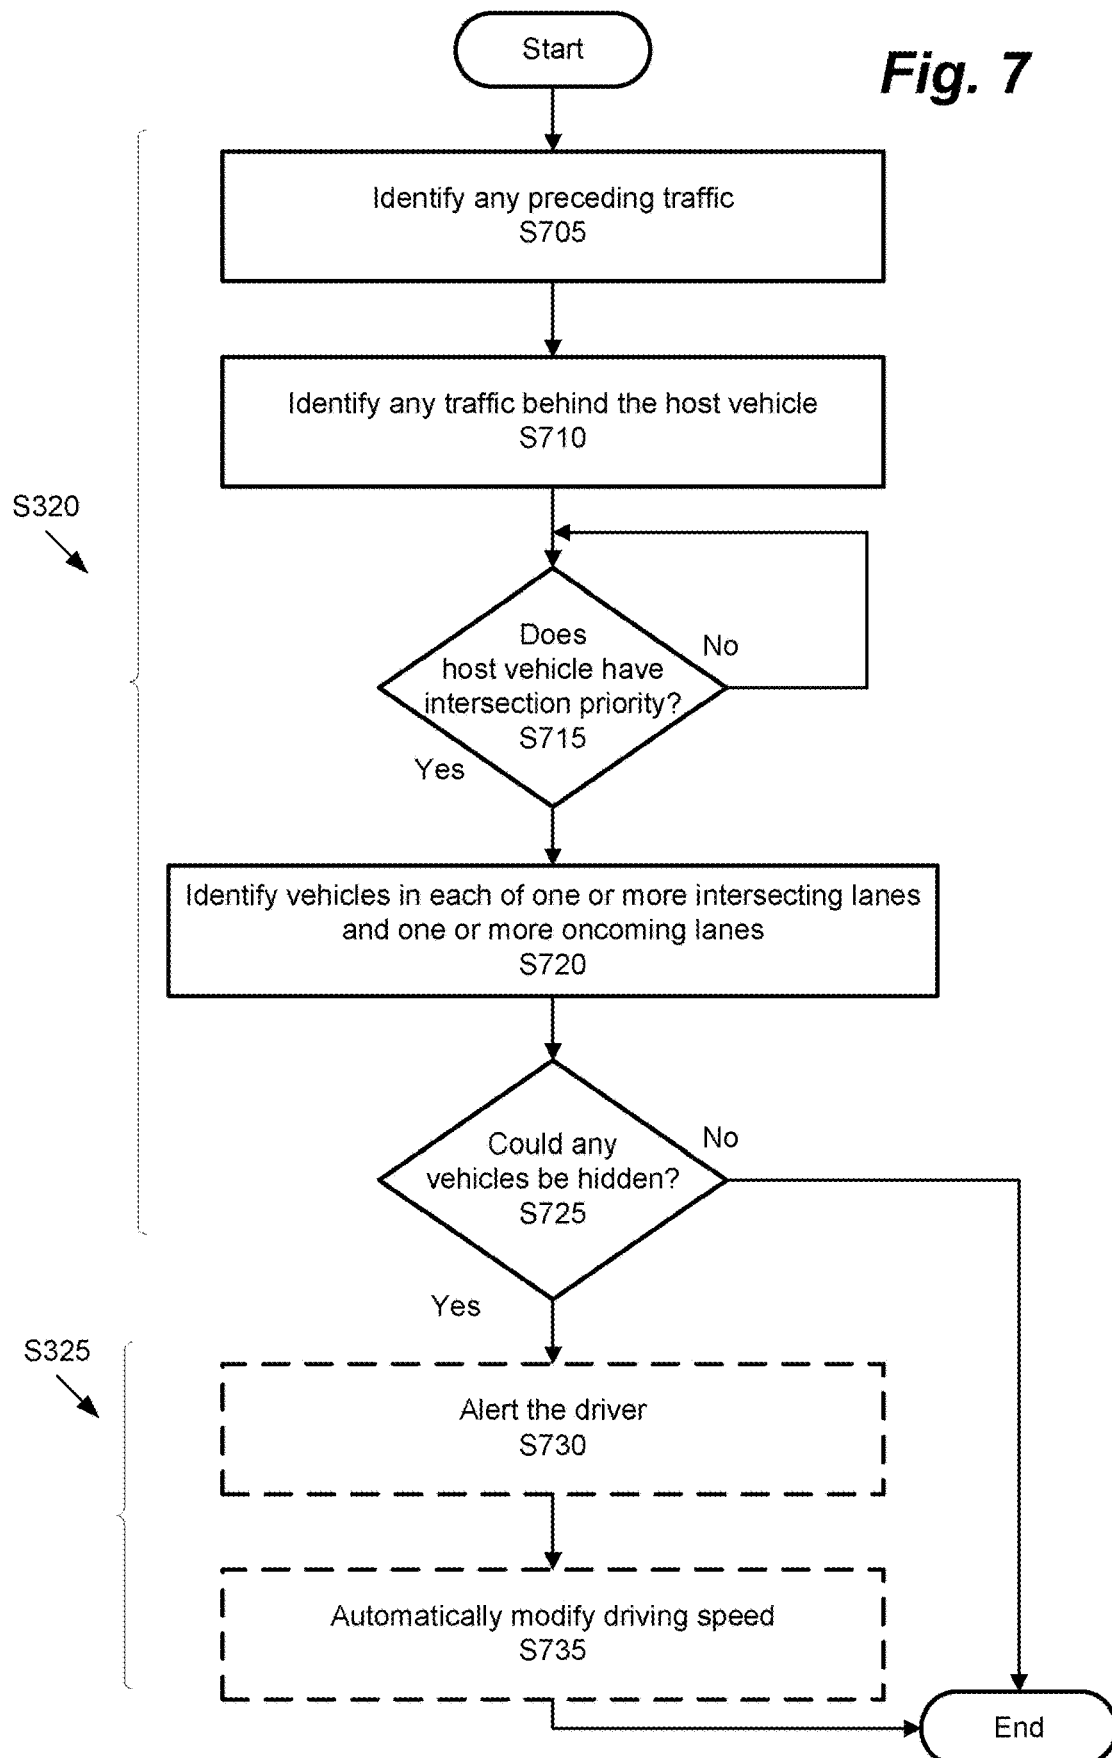 Start
Fig. 7
Identify any preceding traffic
S705
Identify any traffic behind the host vehicle
S710
S320
Does
host vehicle have
intersection priority?
S715
No
Yes
Identify vehicles in each of one or more intersecting lanes
and one or more oncoming lanes
S720
Could any
vehicles be hidden?
S725
No
Yes
S325
Alert the driver
S730
Automatically modify driving speed
S735
End